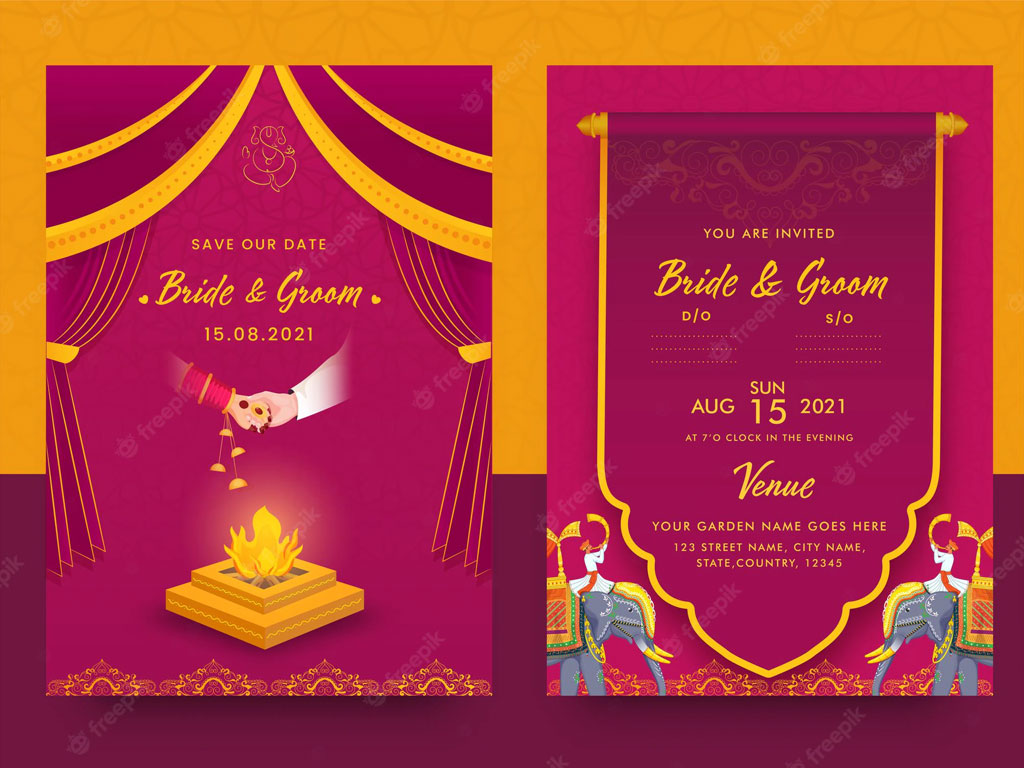 SAVE OUR DATE
Bride & Groom
15.08.2021
YOU ARE INVITED
Bride & Groom
D/O S/O
SUN
AUG 15 2021
AT 7'O CLOCK IN THE EVENING
Venue
YOUR GARDEN NAME GOES HERE
123 STREET NAME, CITY NAME,
STATE,COUNTRY, 12345
freepik